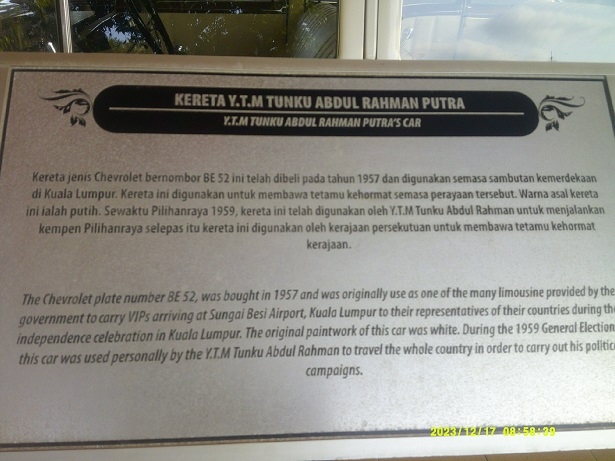 KERETA Y.T.M TUNKU ABDUL RAHMAN PUTRA
Y.T.M TUNKU ABDUL RAHMAN PUTRA'S CAR
Kereta jenis Chevrolet bernombor BE 52 ini telah dibeli pada tahun 1957 dan digunakan semasa sambutan kemerdekaan
di Kuala Lumpur. Kereta ini digunakan untuk membawa tetamu kehormat semasa perayaan tersebut. Warna asal kereta
ini ialah putih. Sewaktu Pilihanraya 1959, kereta ini telah digunakan oleh Y.T.M Tunku Abdul Rahman untuk menjalankan
kempen Pilihanraya selepas itu kereta ini digunakan oleh kerajaan persekutuan untuk membawa tetamu kehormat
kerajaan.
The Chevrolet plate number BE 52, was bought in 1957 and was originally use as one of the many limousine provided by the
government to carry VIPs arriving at Sungai Besi Airport, Kuala Lumpur to their representatives of their countries during the
independence celebration in Kuala Lumpur. The original paintwork of this car was white. During the 1959 General Election
this car was used personally by the Y.T.M Tunku Abdul Rahman to travel the whole country in order to carry out his politic
campaigns.
2023/12/17 08:58:39